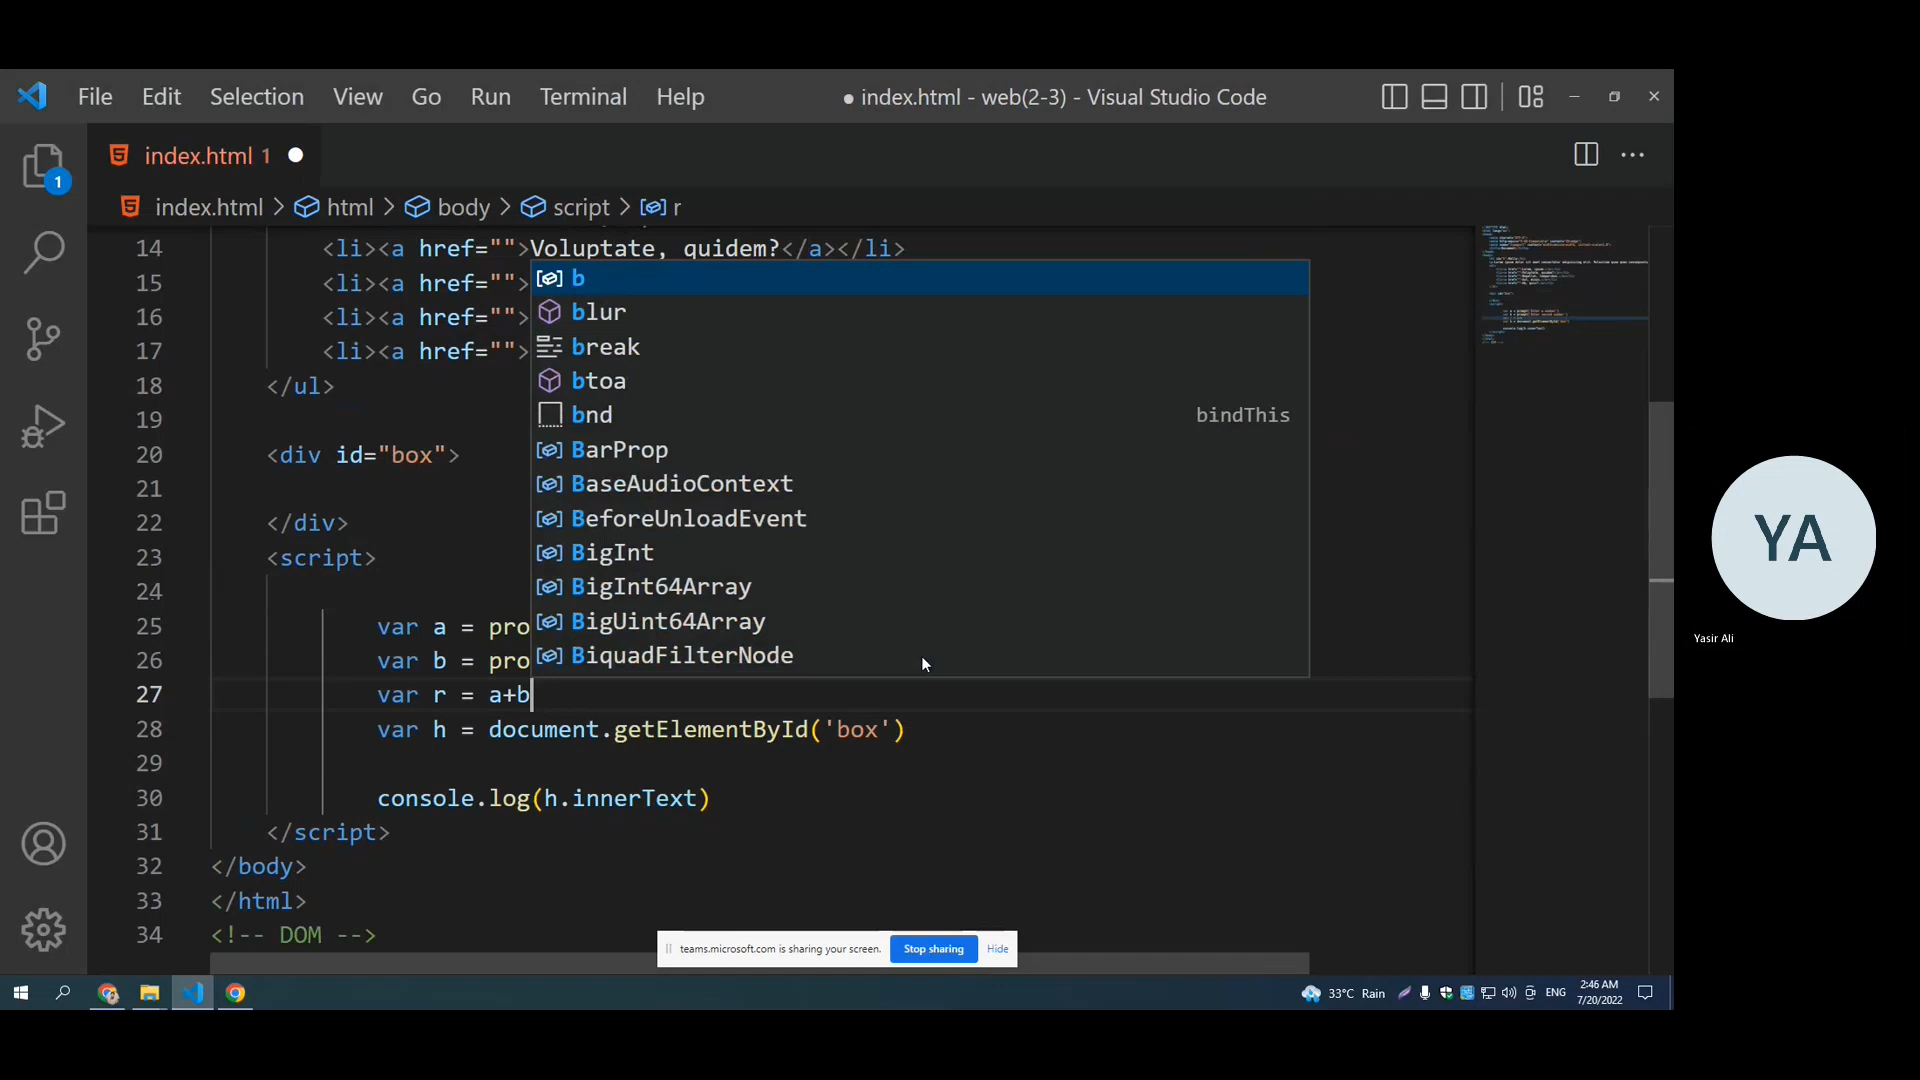 File Edit Selection View Go Run Terminal Help ● index.html - web(2-3) - Visual Studio Code
index.html 1
index.html > html > body > script > r
14 <li><a href="">Voluptate, quidem?</a></li>
15 <li><a href="">
16 <li><a href="">
17 <li><a href="">
18 </ul>
19
20 <div id="box">
21
22 </div>
23 <script>
24
25 var a = pro
26 var b = pro
27 var r = a+b
28 var h = document.getElementById('box')
29
30 console.log(h.innerText)
31 </script>
32 </body>
33 </html>
34 <!-- DOM -->
b
blur
break
btoa
bnd bindThis
BarProp
BaseAudioContext
BeforeUnloadEvent
BigInt
BigInt64Array
BigUint64Array
BiquadFilterNode
1
YA
Yasir Ali
teams.microsoft.com is sharing your screen. Stop sharing Hide
33°C Rain ENG 2:46 AM
7/20/2022